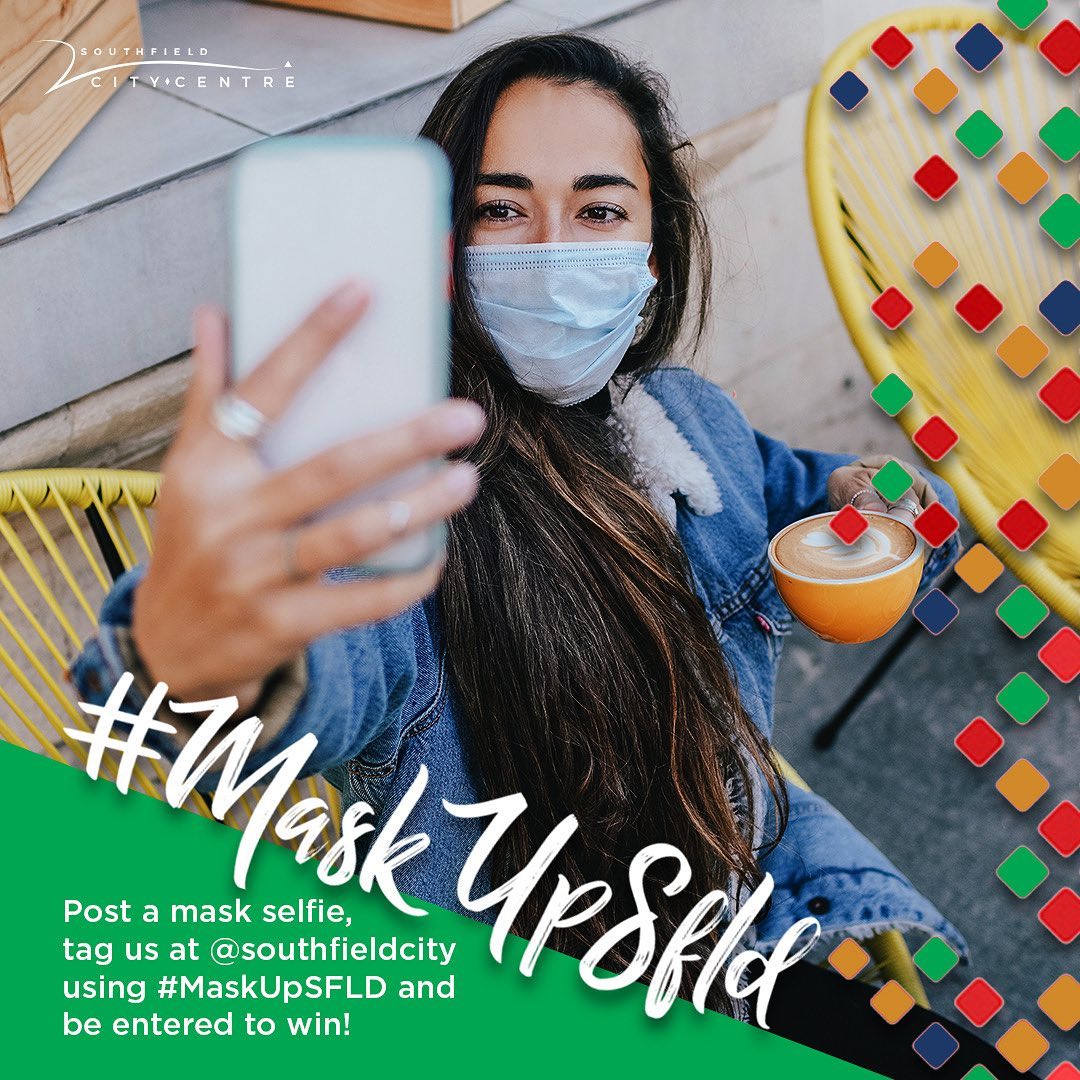 SOUTHFIELD
CITY CENTRE
#MaskUpSfld
Post a mask selfie,
tag us at @southfieldcity
using #MaskUpSFLD and
be entered to win!